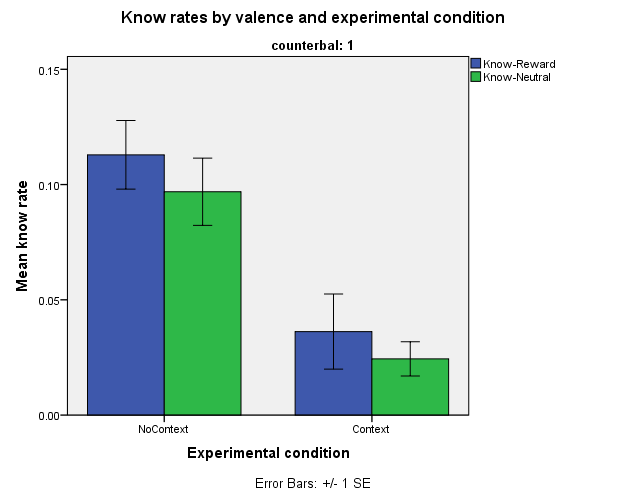 Know rates by valence and experimental condition
counterbal: 1
Know-Reward
Know-Neutral
Mean know rate
0.15
0.10
0.05
0.00
NoContext
Context
Experimental condition
Error Bars: +/- 1 SE